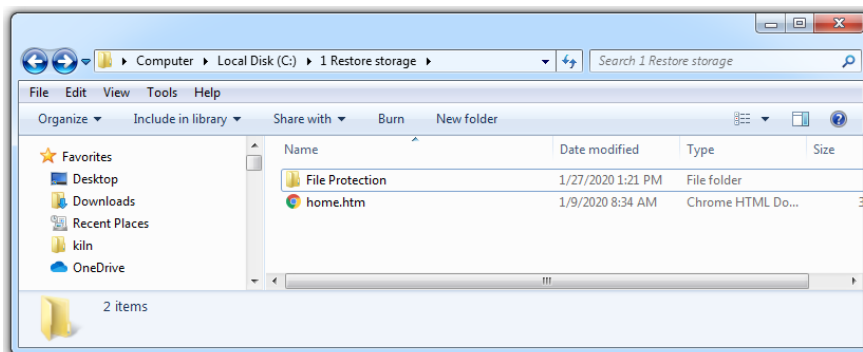 Computer Local Disk (C:) 1 Restore storage
Search 1 Restore storage
File Edit View Tools Help
Organize Include in library Share with Burn New folder
Favorites
Desktop
Downloads
Recent Places
kiln
OneDrive
Name Date modified Type Size
File Protection 1/27/2020 1:21 PM File folder
home.htm 1/9/2020 8:34 AM Chrome HTML Do...
2 items